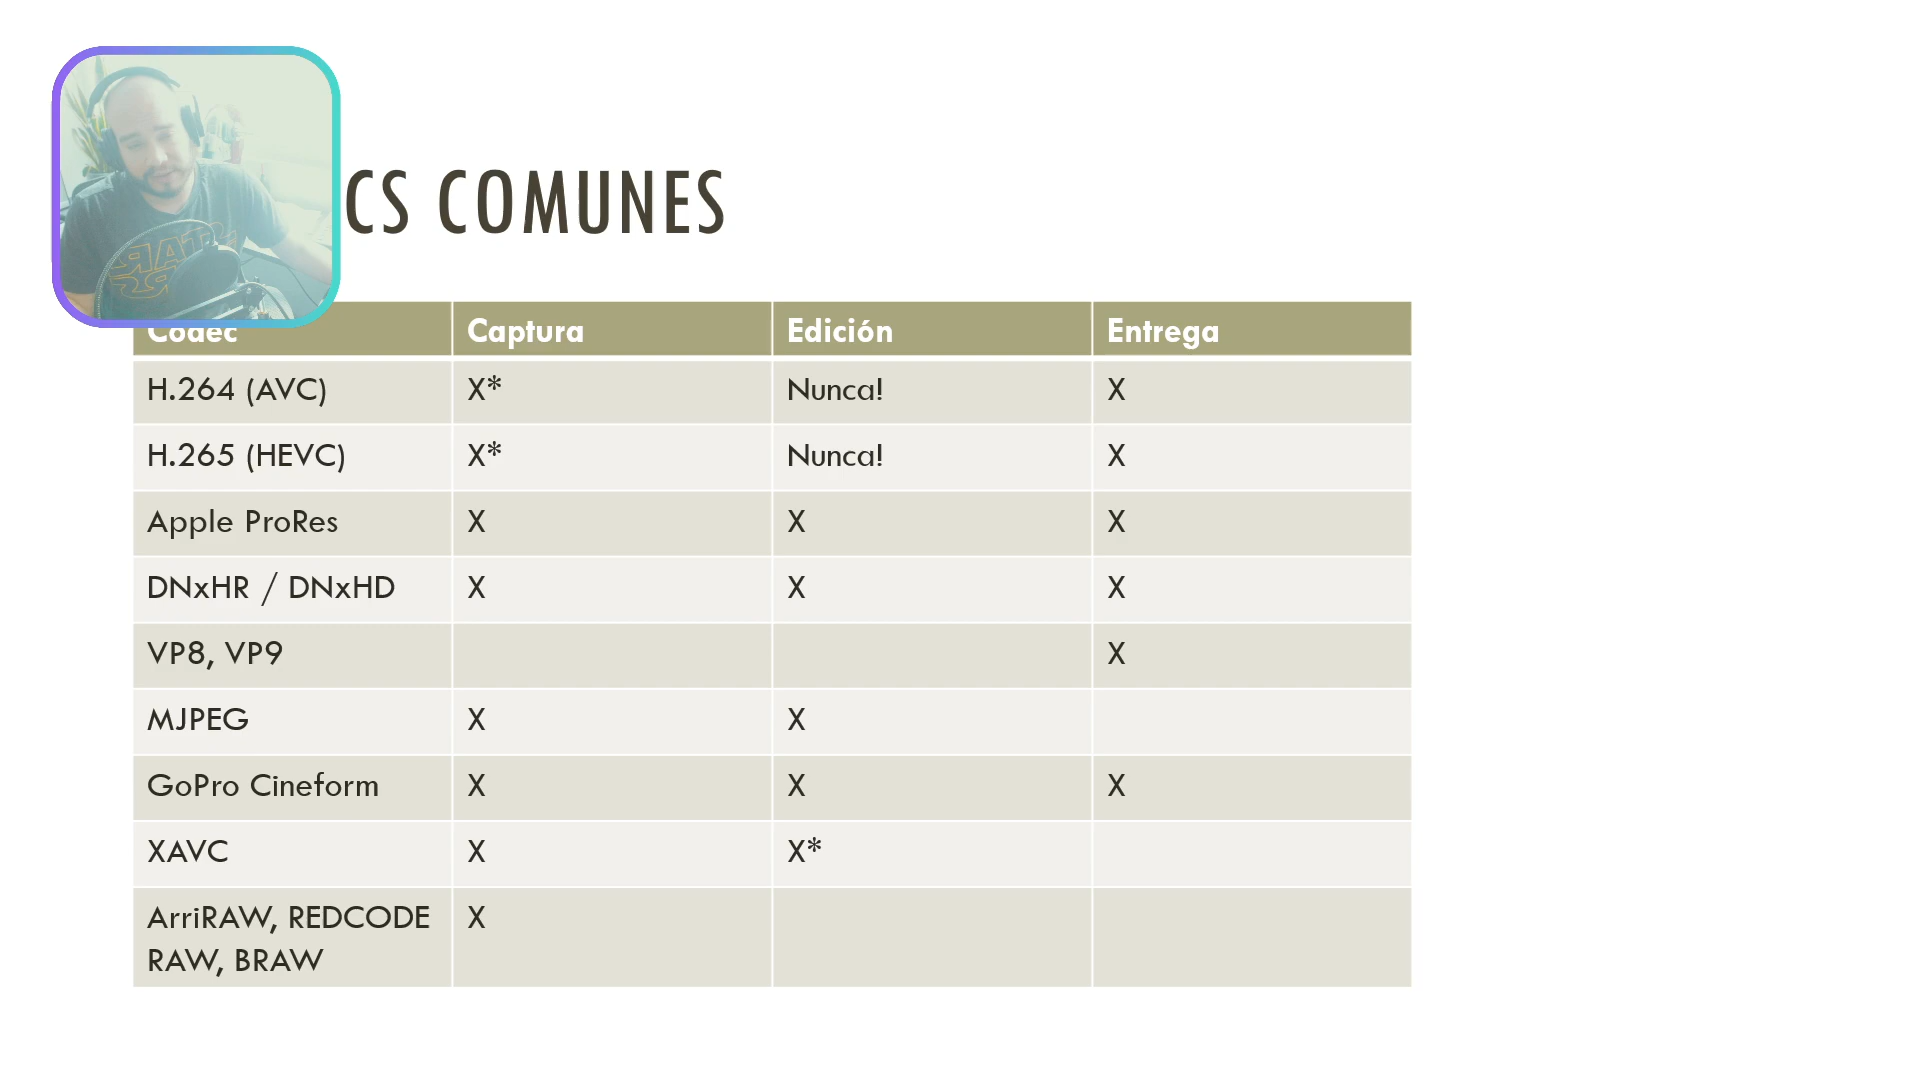 CS COMUNES
Codec Captura Edición Entrega
H.264 (AVC) X* Nunca! X
H.265 (HEVC) X* Nunca! X
Apple ProRes X X X
DNxHR / DNxHD X X X
VP8, VP9 X
MJPEG X X
GoPro Cineform X X X
XAVC X X*
ArriRAW, REDCODE X
RAW, BRAW